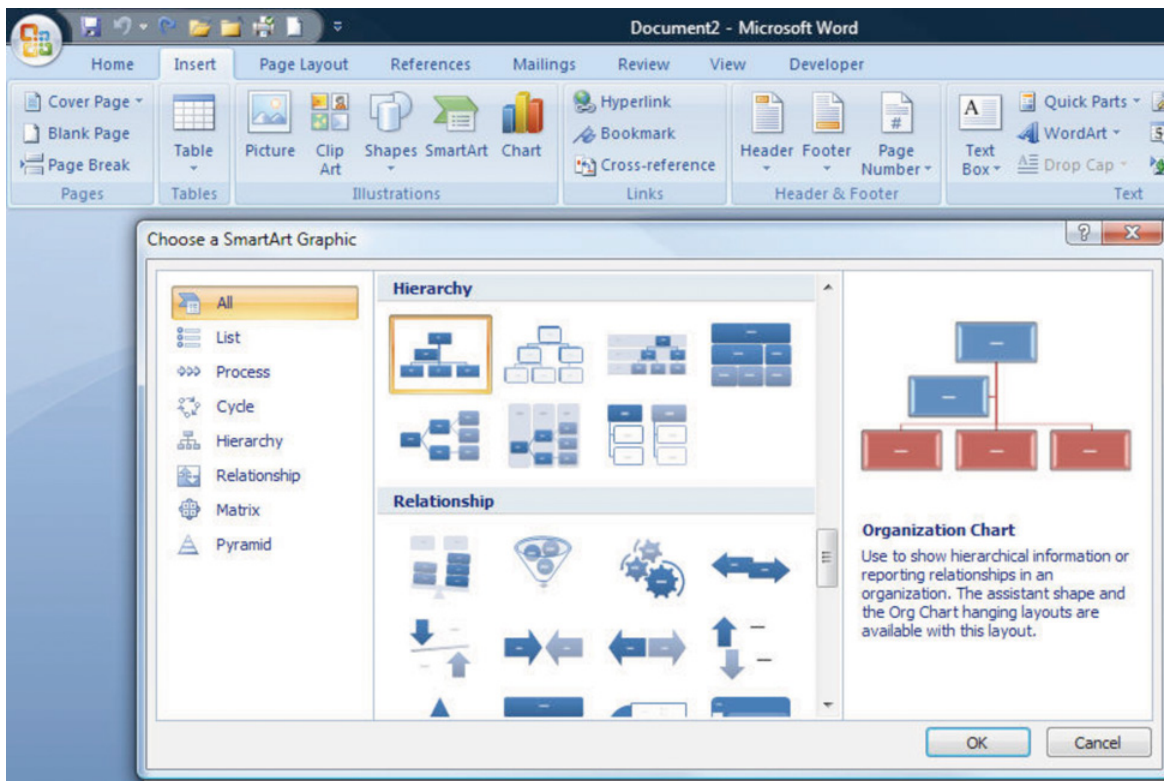 Document2 - Microsoft Word
Home Insert Page Layout References Mailings Review View Developer
Cover Page
Blank Page
Page Break
Pages
Table
Tables
Picture
Clip
Art
Shapes
SmartArt
Chart
Illustrations
Hyperlink
Bookmark
Cross-reference
Links
Header
Footer
Page
Number
Header & Footer
A
Text
Box
Quick Parts
WordArt
Drop Cap
Text
Choose a SmartArt Graphic
All
List
Process
Cycle
Hierarchy
Relationship
Matrix
Pyramid
Hierarchy
Relationship
Organization Chart
Use to show hierarchical information or
reporting relationships in an
organization. The assistant shape and
the Org Chart hanging layouts are
available with this layout.
OK
Cancel